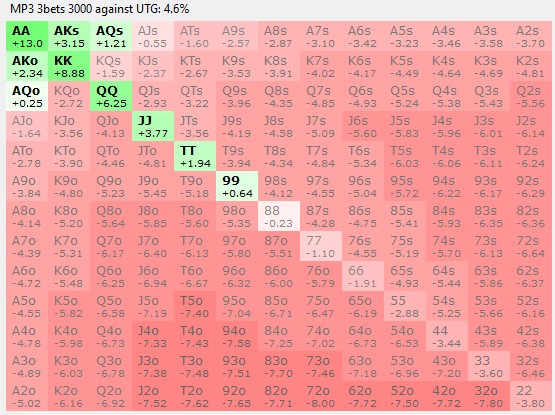 MP3 3bets 3000 against UTG: 4.6%
AA AKs AQs AJs ATs A9s A8s A7s A6s A5s A4s A3s A2s
+13.0 +3.15 +1.21 -0.55 -1.60 -2.57 -2.87 -3.10 -3.42 -3.23 -3.46 -3.58 -3.70
AKo KK KQs KJs KTs K9s K8s K7s K6s K5s K4s K3s K2s
+2.34 +8.88 -1.59 -2.37 -2.67 -3.53 -3.91 -4.02 -4.17 -4.49 -4.64 -4.69 -4.81
AQo KQo QQ QJs QTs Q9s Q8s Q7s Q6s Q5s Q4s Q3s Q2s
+0.25 -2.72 +6.25 -2.93 -3.22 -3.96 -4.35 -4.85 -4.93 -5.24 -5.38 -5.43 -5.56
AJo KJo QJo JJ JTs J9s J8s J7s J6s J5s J4s J3s J2s
-1.64 -3.56 -4.13 +3.77 -3.56 -4.19 -4.58 -5.09 -5.60 -5.83 -5.96 -6.01 -6.14
ATo KTo QTo JTo TT T9s T8s T7s T6s T5s T4s T3s T2s
-2.78 -3.90 -4.46 -4.81 +1.94 -3.94 -4.34 -4.84 -5.34 -6.03 -6.06 -6.11 -6.24
A9o K9o Q9o J9o T9o 99 98s 97s 96s 95s 94s 93s 92s
-3.84 -4.80 -5.23 -5.45 -5.18 +0.64 -4.12 -4.55 -5.04 -5.72 -6.22 -6.17 -6.29
A8o K8o Q8o J8o T8o 98o 88 87s 86s 85s 84s 83s 82s
-4.14 -5.20 -5.64 -5.85 -5.60 -5.35 -0.23 -4.28 -4.75 -5.41 -5.93 -6.35 -6.36
A7o K7o Q7o J7o T7o 97o 87o 77 76s 75s 74s 73s 72s
-4.39 -5.31 -6.17 -6.40 -6.13 -5.80 -5.51 -1.10 -4.55 -5.19 -5.70 -6.13 -6.64
A6o K6o Q6o J6o T6o 96o 86o 76o 66 65s 64s 63s 62s
-4.72 -5.48 -6.25 -6.94 -6.67 -6.32 -6.00 -5.79 -1.91 -4.93 -5.44 -5.86 -6.37
A5o K5o Q5o J5o T5o 95o 85o 75o 65o 55 54s 53s 52s
-4.55 -5.82 -6.58 -7.19 -7.40 -7.04 -6.71 -6.47 -6.19 -2.88 -5.25 -5.66 -6.16
A4o K4o Q4o J4o T4o 94o 84o 74o 64o 54o 44 43s 42s
-4.78 -5.98 -6.73 -7.33 -7.43 -7.58 -7.25 -7.02 -6.73 -6.53 -3.44 -5.89 -6.38
A3o K3o Q3o J3o T3o 93o 83o 73o 63o 53o 43o 33 32s
-4.89 -6.03 -6.78 -7.38 -7.48 -7.51 -7.70 -7.46 -7.18 -6.96 -7.20 -3.60 -6.46
A2o K2o Q2o J2o T2o 92o 82o 72o 62o 52o 42o 32o 22
-5.02 -6.16 -6.92 -7.52 -7.62 -7.65 -7.71 -8.00 -7.72 -7.50 -7.72 -7.80 -3.80